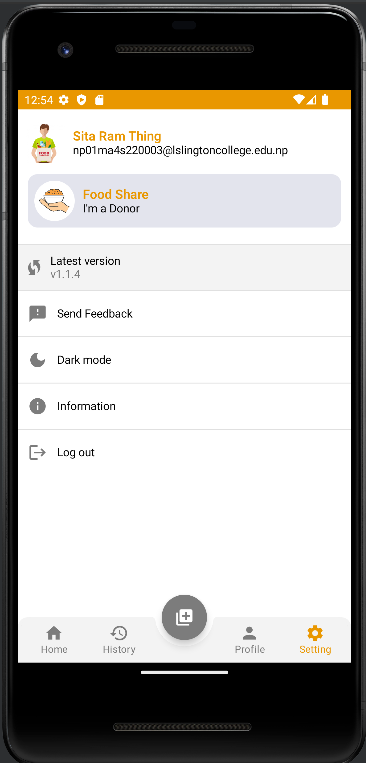 12:54
Sita Ram Thing
np01ma4s220003@lslingtoncollege.edu.np
Food Share
I'm a Donor
Latest version
v1.1.4
Send Feedback
Dark mode
Information
Log out
Home
History
Profile
Setting